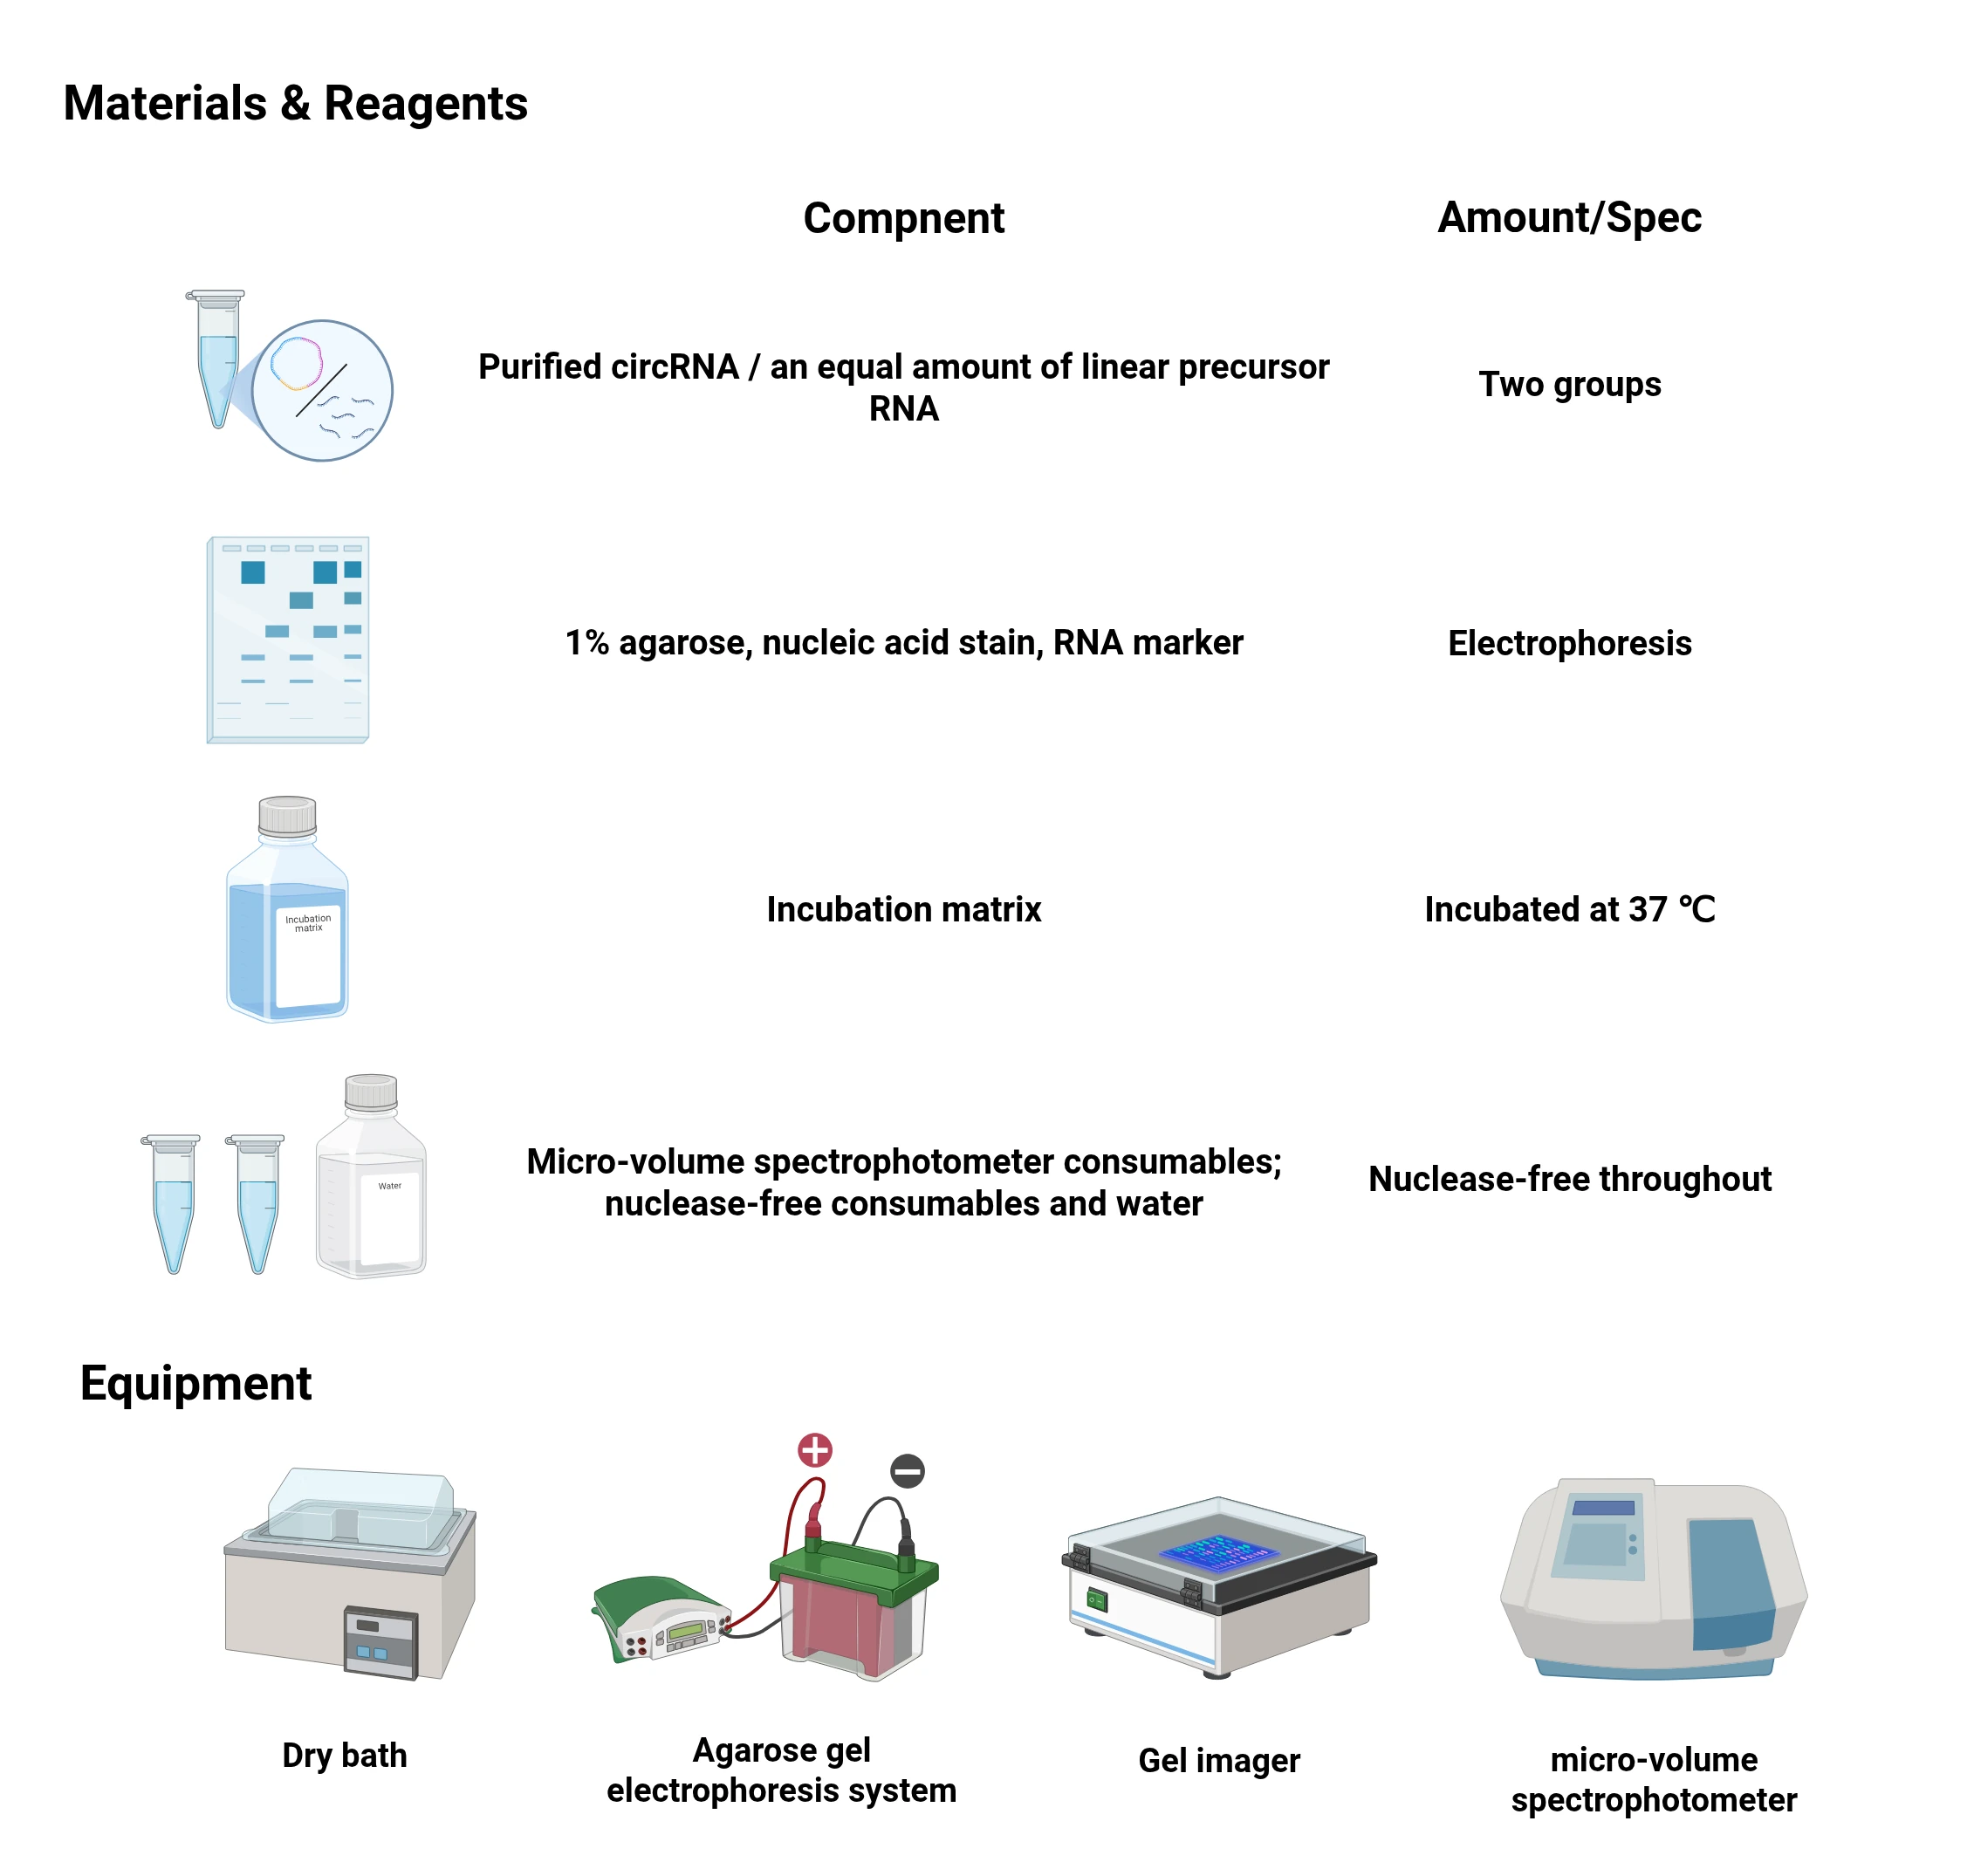 Materials & Reagents
Compnent
Amount/Spec
Purified circRNA / an equal amount of linear precursor
RNA
Two groups
1% agarose, nucleic acid stain, RNA marker
Electrophoresis
Incubation
matrix
Incubation matrix
Incubated at 37 ℃
Water
Micro-volume spectrophotometer consumables;
nuclease-free consumables and water
Nuclease-free throughout
Equipment
Dry bath
Agarose gel
electrophoresis system
Gel imager
micro-volume
spectrophotometer